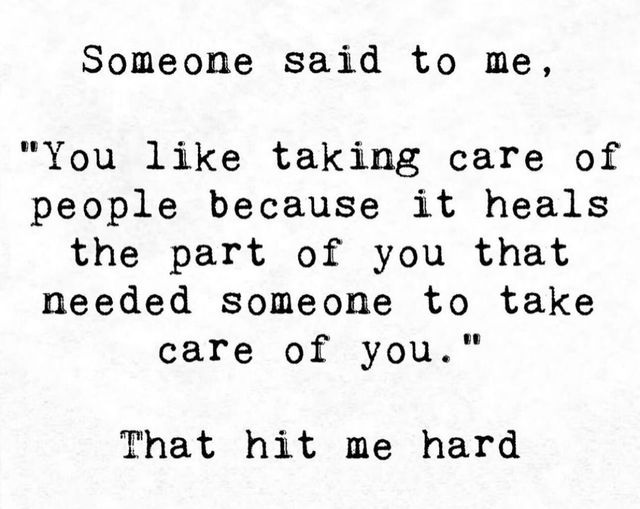 Someone said to me,
"You like taking care of
people because it heals
the part of you that
needed someone to take
care of you."
That hit me hard